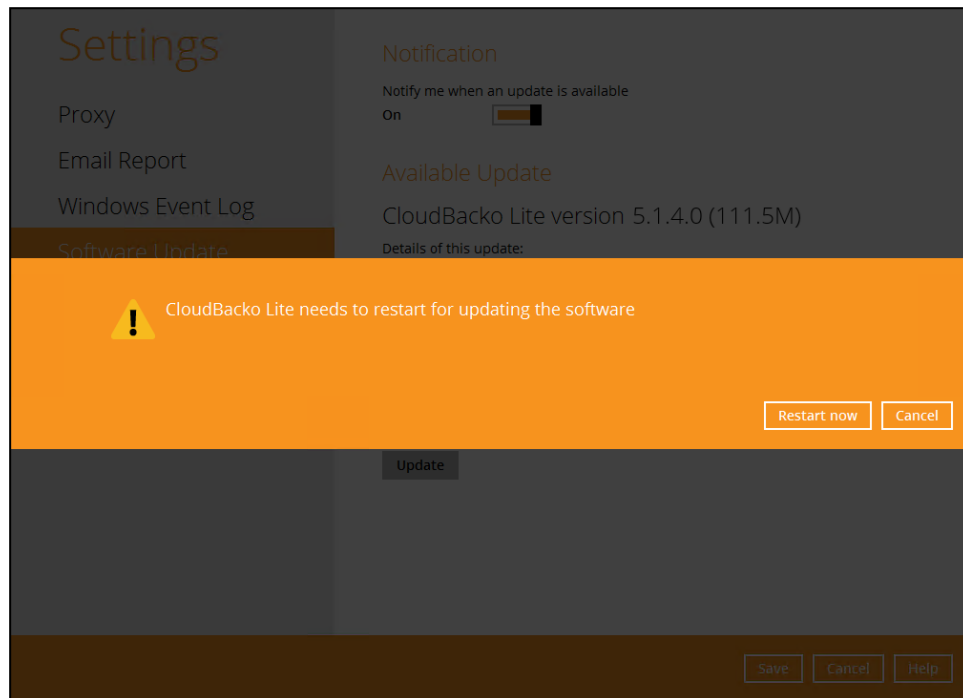 Settings
Proxy
Email Report
Windows Event Log
Software Update
Notification
Notify me when an update is available
On
Available Update
CloudBacko Lite version 5.1.4.0 (111.5M)
Details of this update:
CloudBacko Lite needs to restart for updating the software
Restart now Cancel
Update
Save Cancel Help